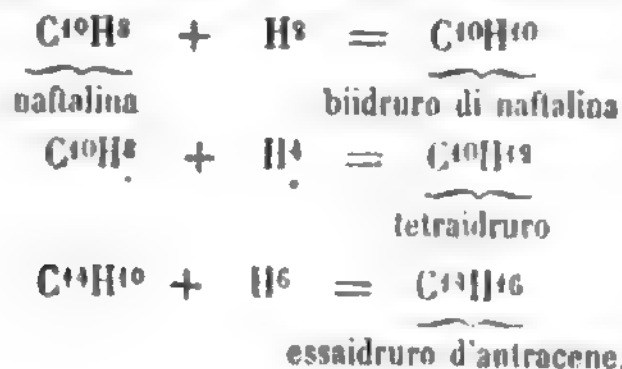 C¹⁰H⁸ + H² = C¹⁰H¹⁰
naftalina biidruro di naftalina
C¹⁰H⁸ + H⁴ = C¹⁰H¹²
tetraidruro
C¹⁴H¹⁰ + H⁶ = C¹⁴H¹⁶
essaidruro d'antracene.